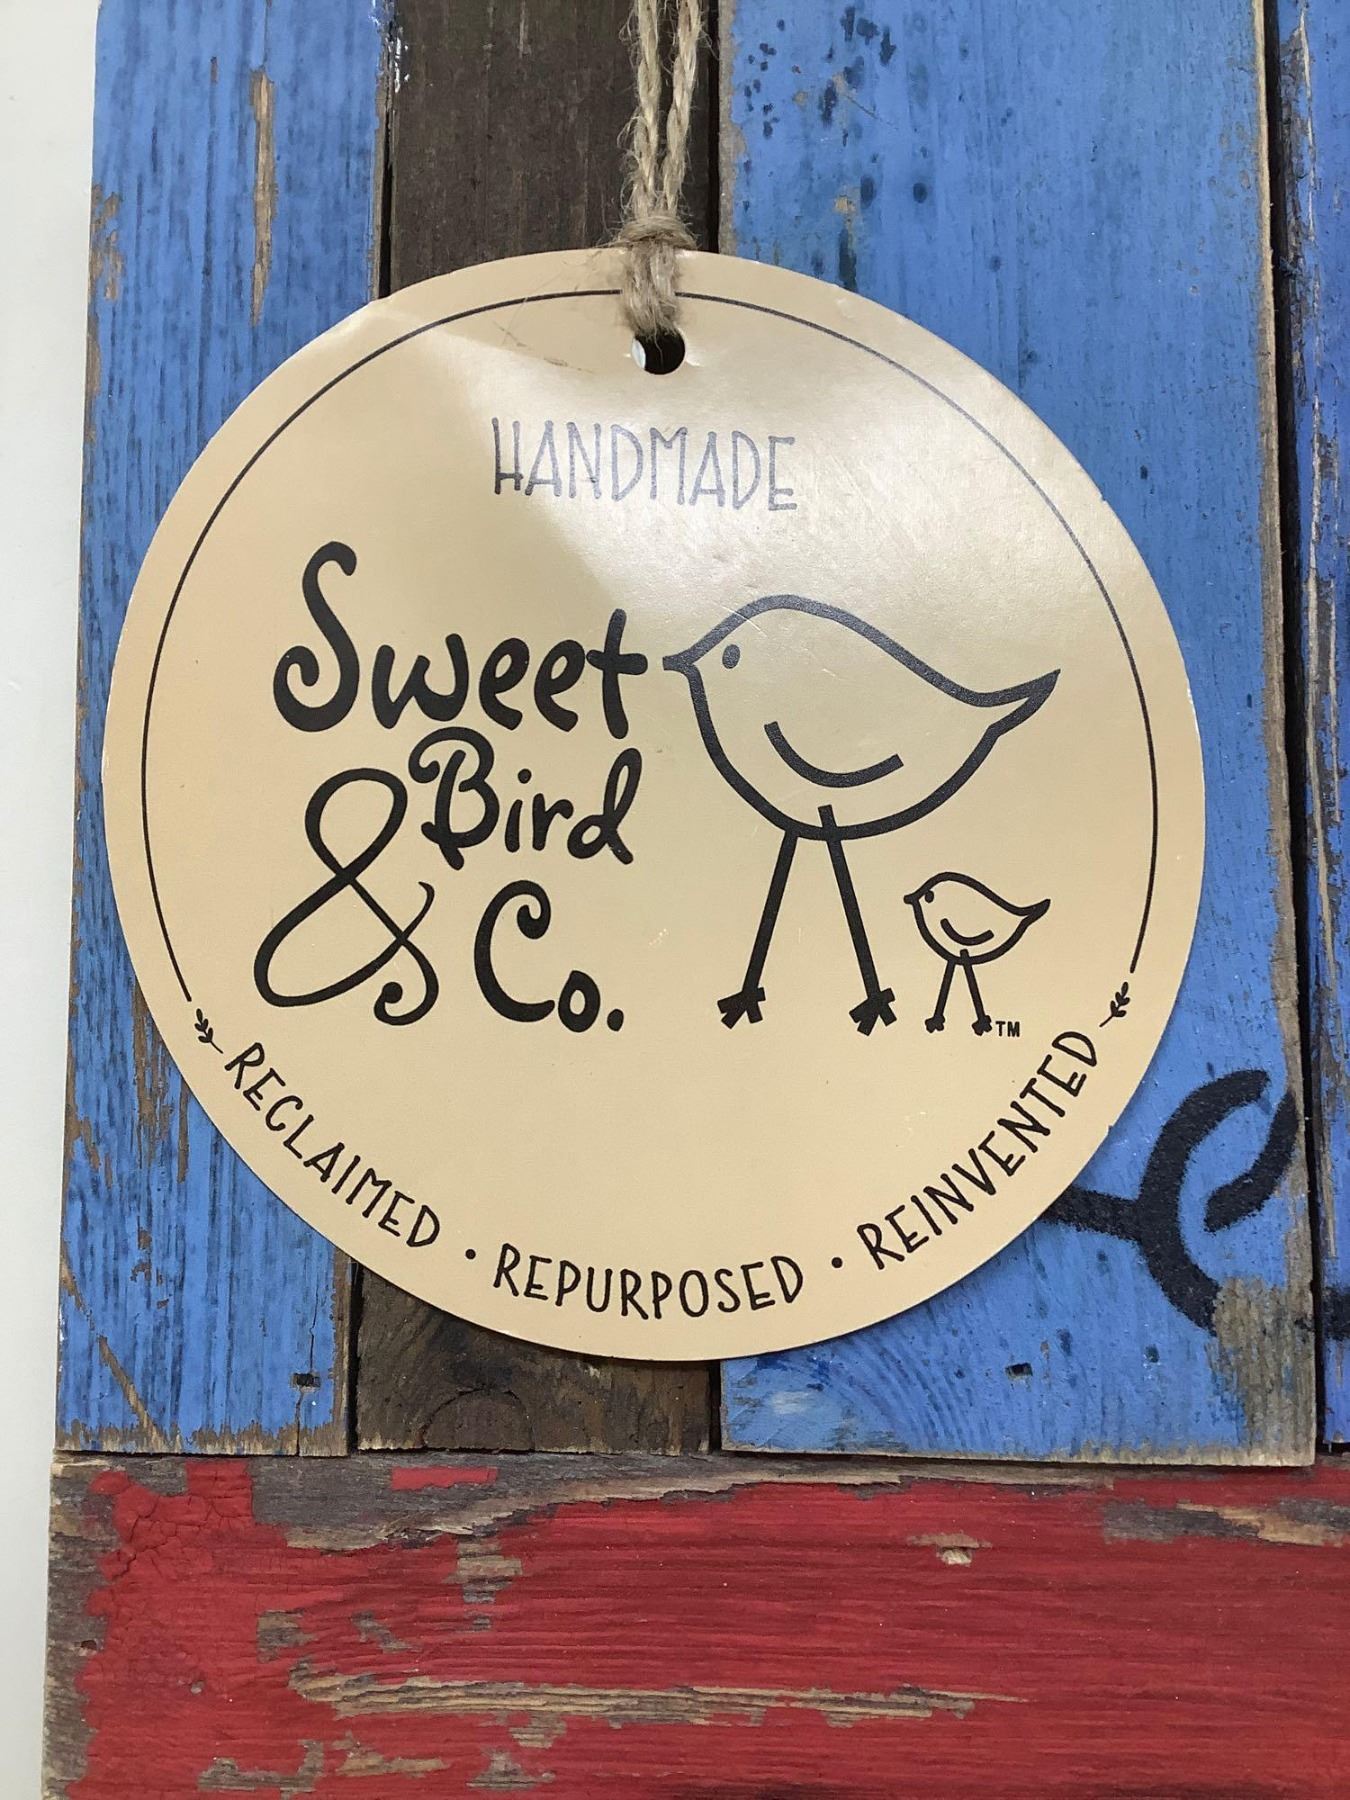 HANDMADE
Sweet
Bird
& Co.
TM
RECLAIMED • REPURPOSED • REINVENTED